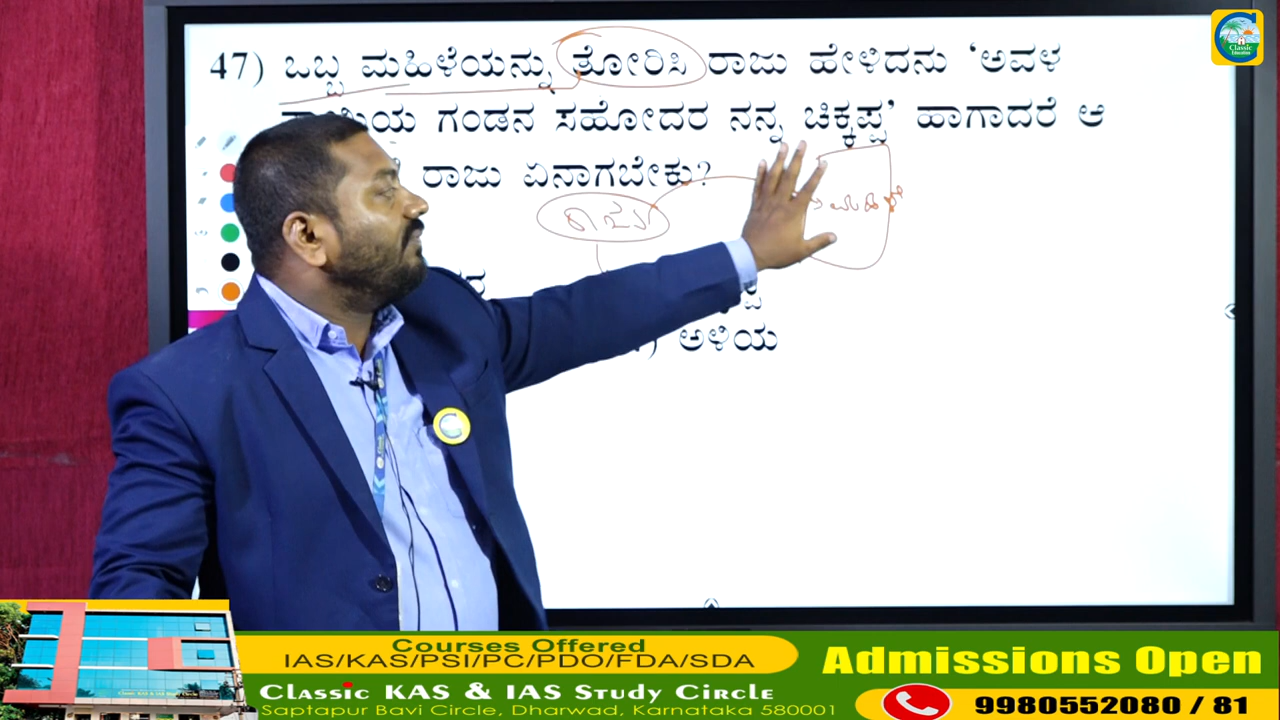 47) ಒಬ್ಬ ಮಹಿಳೆಯನ್ನು ತೋರಿಸಿ ರಾಜು ಹೇಳಿದನು ‘ಅವಳ
ಗಂಡನ ಸಹೋದರ ನನ್ನ ಚಿಕ್ಕಪ್ಪ’ ಹಾಗಾದರೆ ಆ
ರಾಜು ಏನಾಗಬೇಕು?
ರಾಜು
ಅಳಿಯ
Classic
Education
Courses Offered
IAS/KAS/PSI/PC/PDO/FDA/SDA
Classic KAS & IAS Study Circle
Saptapur Bavi Circle, Dharwad, Karnataka 580001
Admissions Open
9980552080 / 81